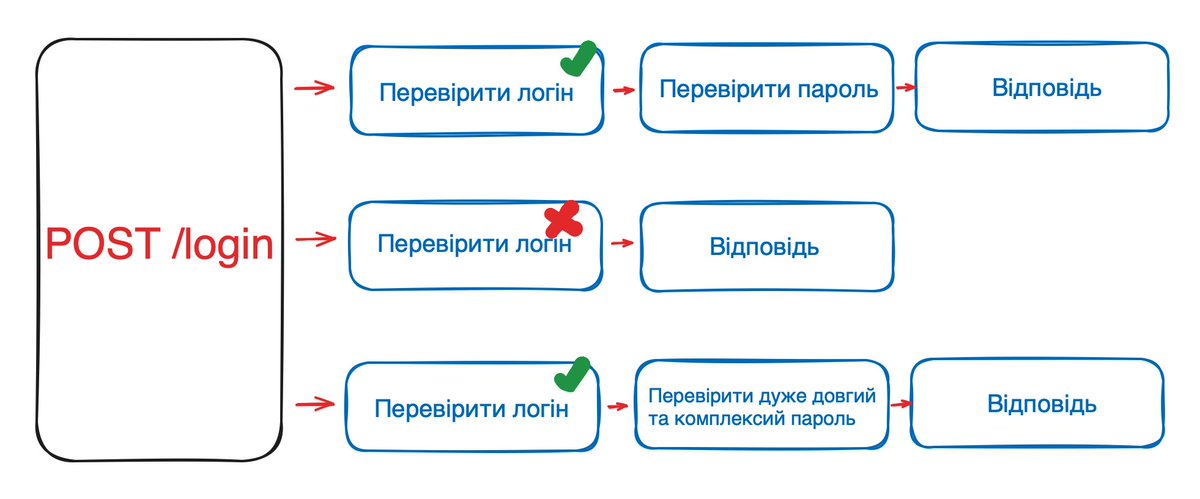 POST /login
Перевірити логін
Перевірити пароль
Відповідь
Перевірити логін
Відповідь
Перевірити логін
Перевірити дуже довгий
та комплексий пароль
Відповідь